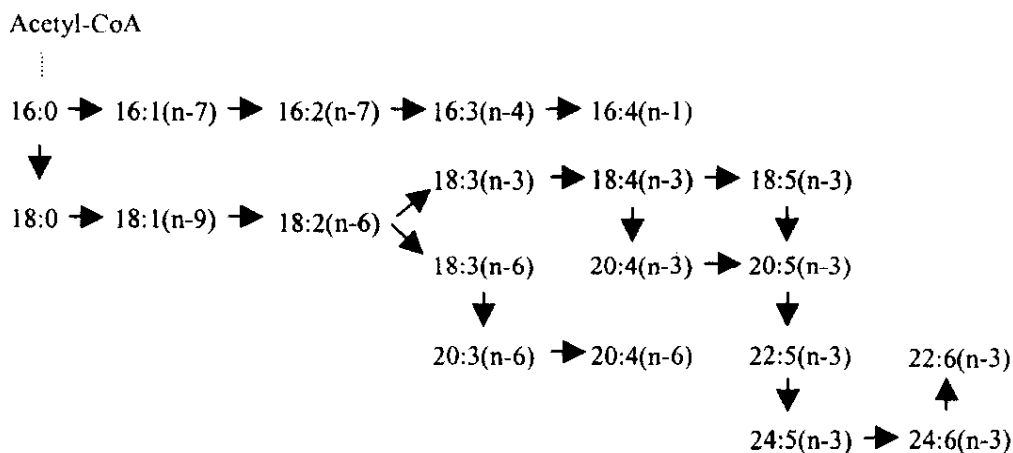 Acetyl-CoA
16:0 16:1(n-7) 16:2(n-7) 16:3(n-4) 16:4(n-1)
18:3(n-3) 18:4(n-3) 18:5(n-3)
18:0 18:1(n-9) 18:2(n-6)
18:3(n-6) 20:4(n-3) 20:5(n-3)
20:3(n-6) 20:4(n-6) 22:5(n-3) 22:6(n-3)
24:5(n-3) 24:6(n-3)